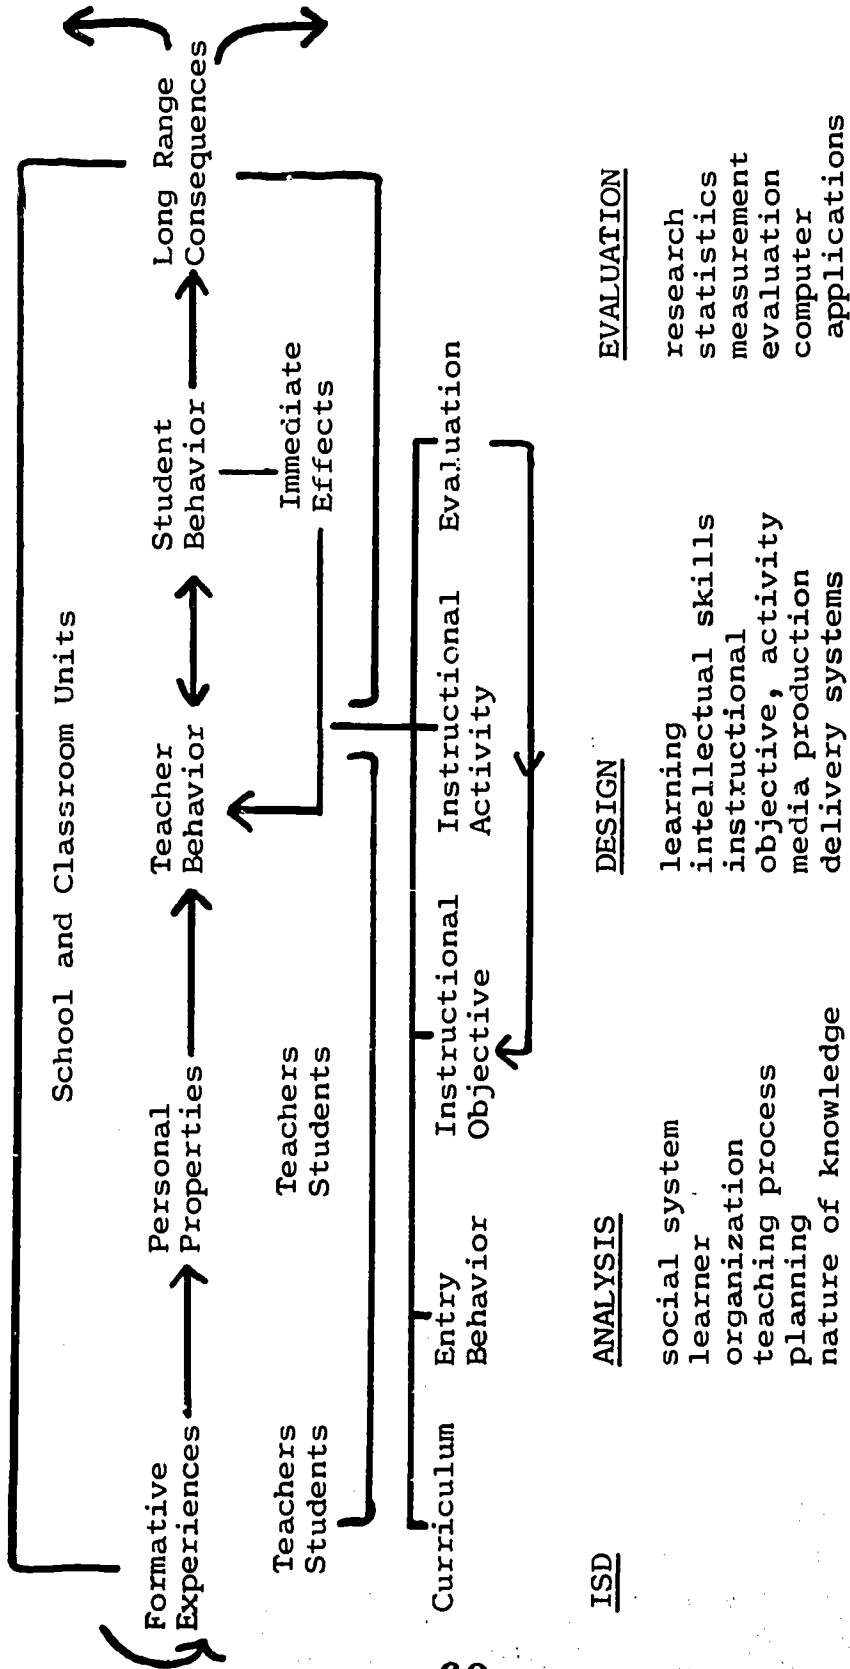 School and Classroom Units
Formative
Experiences
Personal
Properties
Teacher
Behavior
Student
Behavior
Long Range
Consequences
Teachers
Students
Teachers
Students
Immediate
Effects
Curriculum
Entry
Behavior
Instructional
Objective
Instructional
Activity
Evaluation
ISD
ANALYSIS
social system
learner
organization
teaching process
planning
nature of knowledge
DESIGN
learning
intellectual skills
instructional
objective, activity
media production
delivery systems
EVALUATION
research
statistics
measurement
evaluation
computer
applications